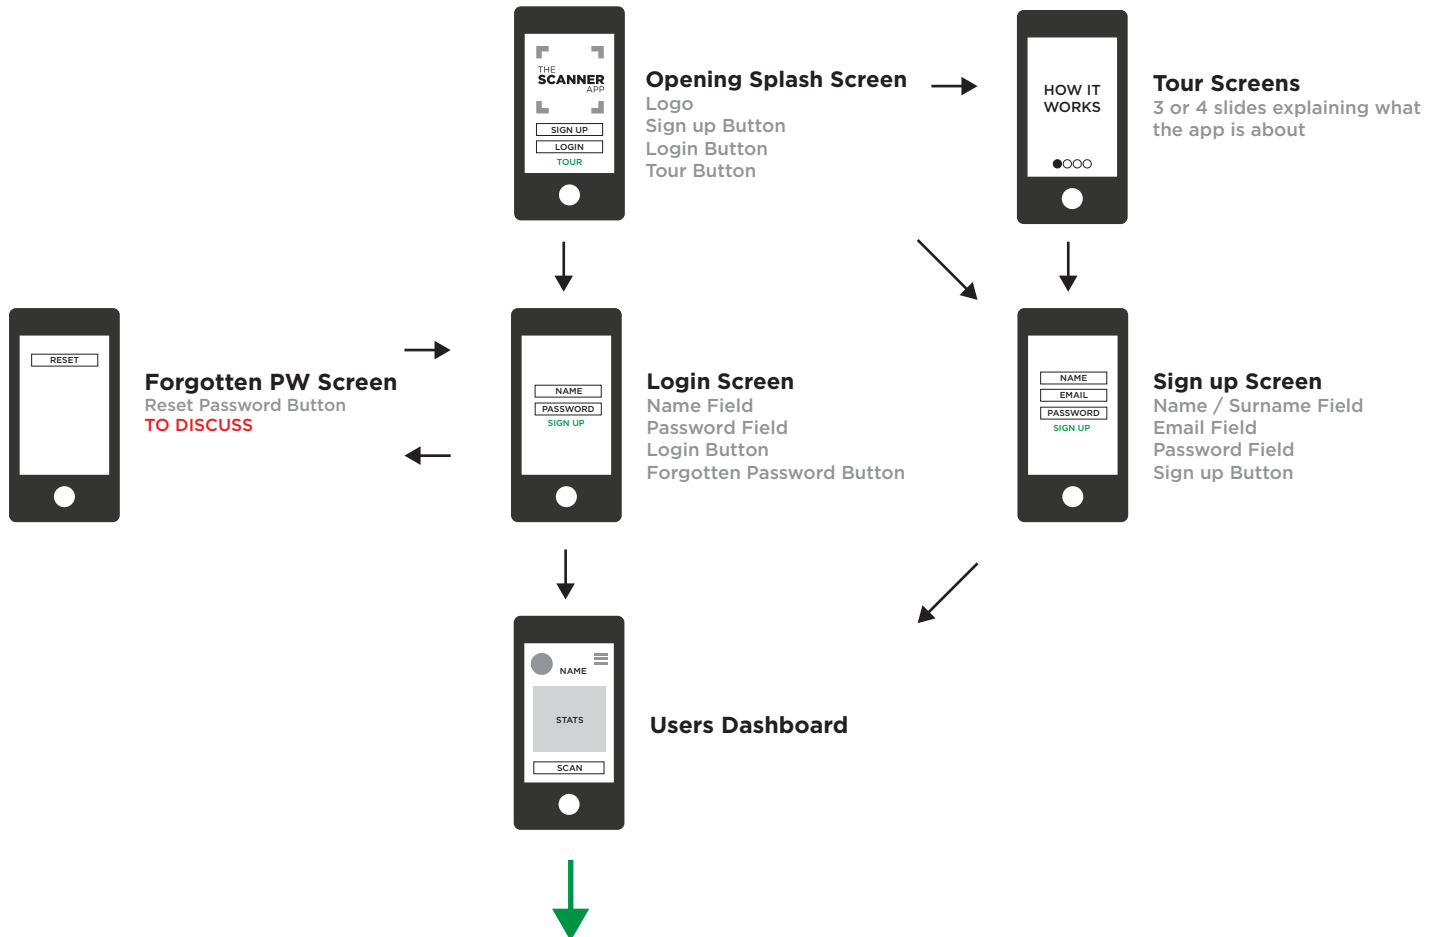 THE
SCANNER
APP
SIGN UP
LOGIN
TOUR
Opening Splash Screen
Logo
Sign up Button
Login Button
Tour Button
HOW IT
WORKS
Tour Screens
3 or 4 slides explaining what
the app is about
RESET
Forgotten PW Screen
Reset Password Button
TO DISCUSS
NAME
PASSWORD
SIGN UP
Login Screen
Name Field
Password Field
Login Button
Forgotten Password Button
NAME
EMAIL
PASSWORD
SIGN UP
Sign up Screen
Name / Surname Field
Email Field
Password Field
Sign up Button
NAME
STATS
SCAN
Users Dashboard